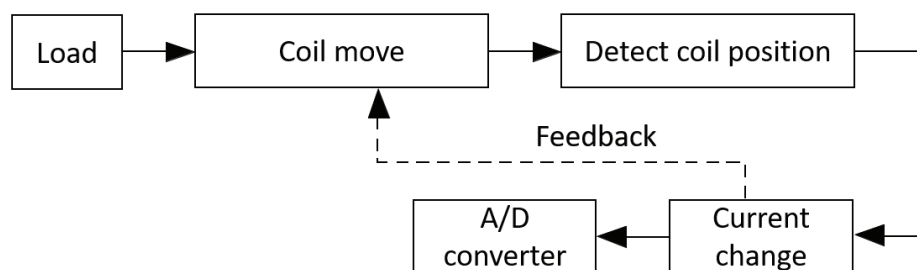 Load
Coil move
Detect coil position
Feedback
A/D
converter
Current
change